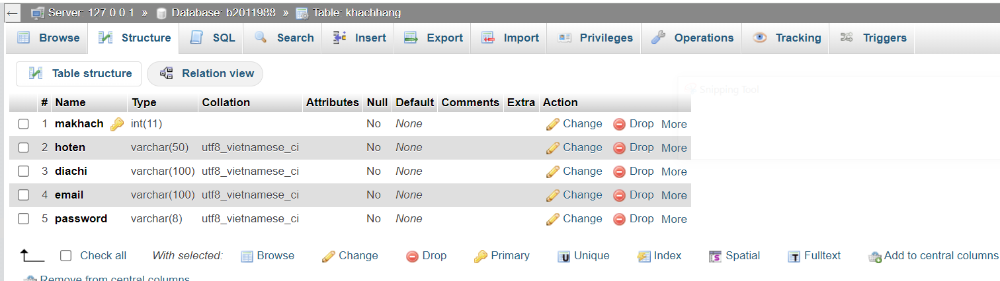 ← Server: 127.0.0.1 » Database: b2011988 » Table: khachhang
Browse Structure SQL Search Insert Export Import Privileges Operations Tracking Triggers
Table structure Relation view
Snipping Tool
# Name Type Collation Attributes Null Default Comments Extra Action
1 makhach int(11) No None Change Drop More
2 hoten varchar(50) utf8_vietnamese_ci No None Change Drop More
3 diachi varchar(100) utf8_vietnamese_ci No None Change Drop More
4 email varchar(100) utf8_vietnamese_ci No None Change Drop More
5 password varchar(8) utf8_vietnamese_ci No None Change Drop More
Check all With selected: Browse Change Drop Primary Unique Index Spatial Fulltext Add to central columns
Remove from central columns